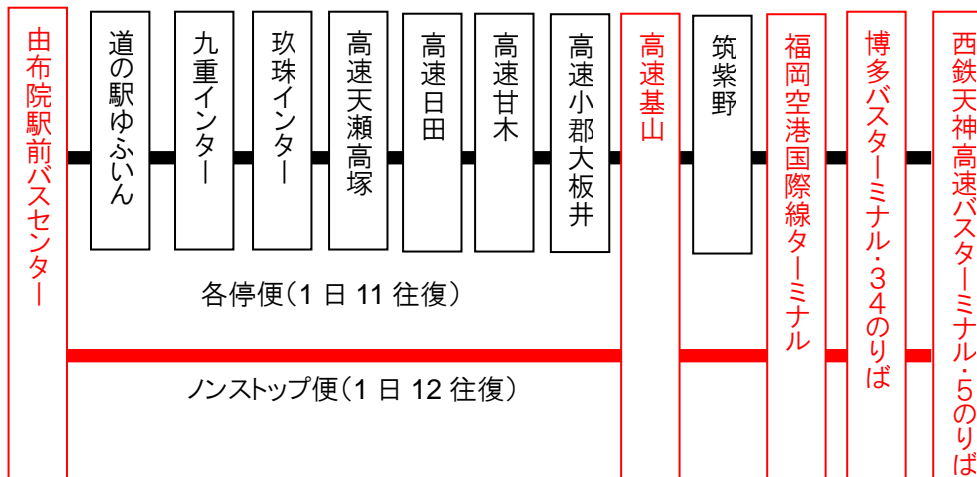 由布院駅前バスセンター
道の駅ゆふいん
九重インター
玖珠インター
高速天瀬高塚
高速日田
高速甘木
高速小郡大板井
高速基山
筑紫野
福岡空港国際線ターミナル
博多バスターミナル・34のりば
西鉄天神高速バスターミナル・5のりば
各停便(1 日 11 往復)
ノンストップ便(1 日 12 往復)